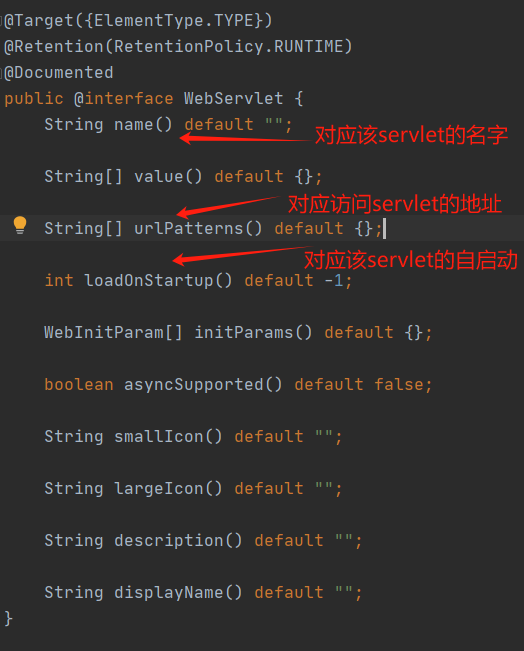 @Target({ElementType.TYPE})
@Retention(RetentionPolicy.RUNTIME)
@Documented
public @interface WebServlet {
String name() default "";
对应该servlet的名字
String[] value() default {};
对应访问servlet的地址
String[] urlPatterns() default {};
对应该servlet的自启动
int loadOnStartup() default -1;
WebInitParam[] initParams() default {};
boolean asyncSupported() default false;
String smallIcon() default "";
String largeIcon() default "";
String description() default "";
String displayName() default "";
}